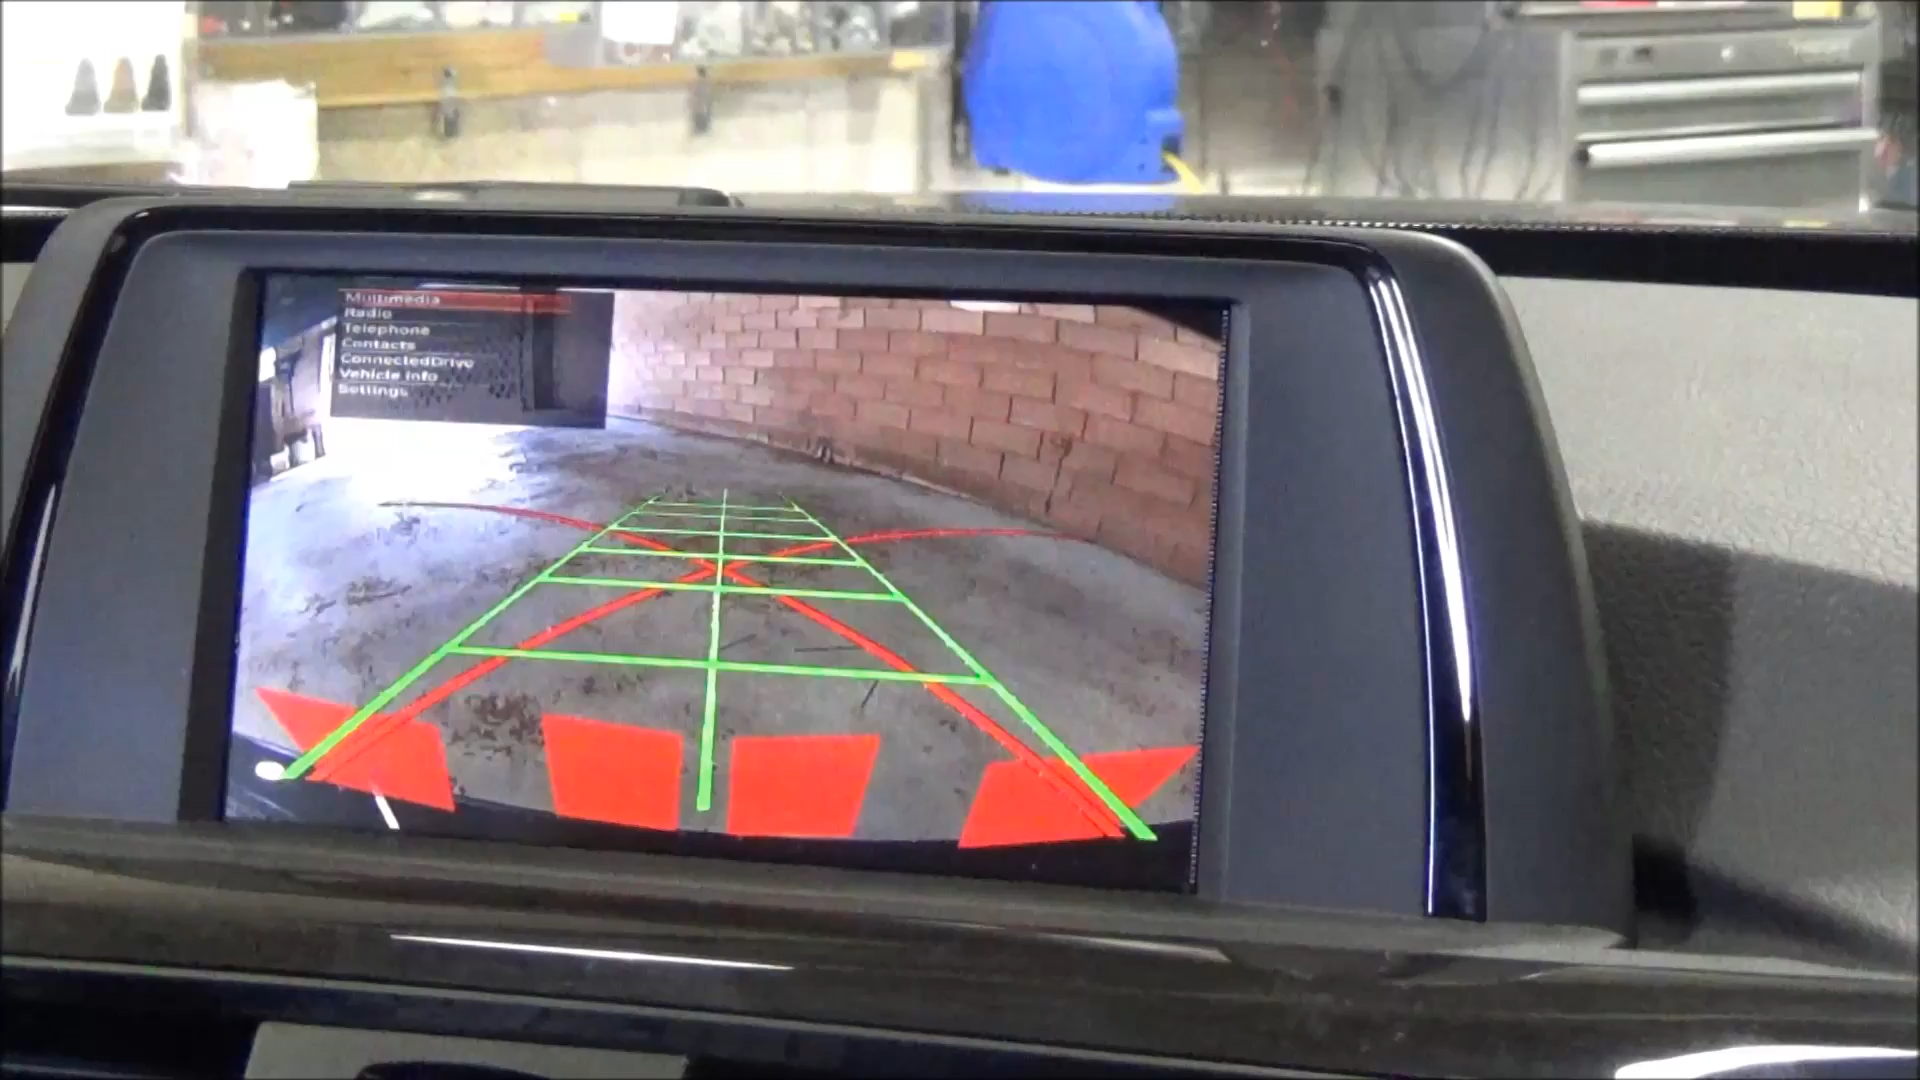 Multimedia
Radio
Telephone
Contacts
ConnectedDrive
Vehicle info
Settings